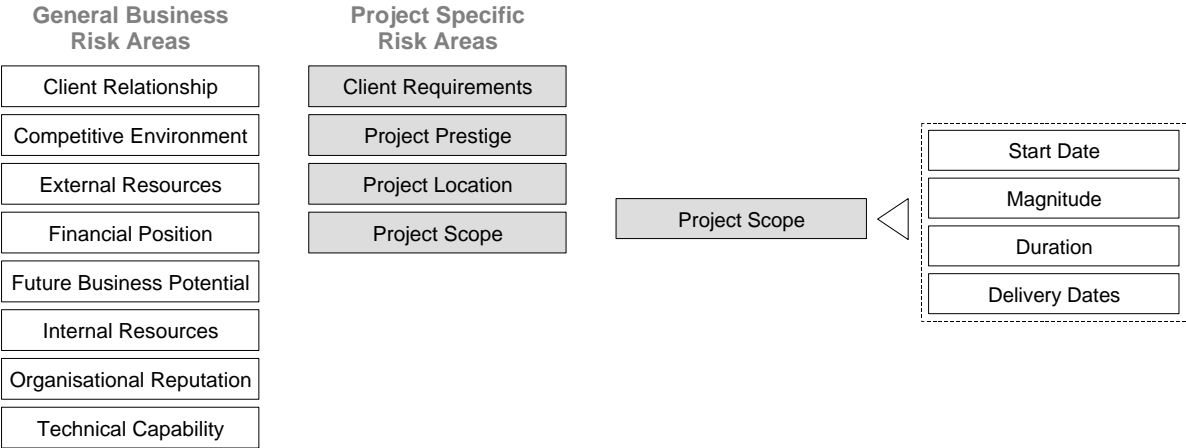 General Business
Risk Areas
Client Relationship
Competitive Environment
External Resources
Financial Position
Future Business Potential
Internal Resources
Organisational Reputation
Technical Capability
Project Specific
Risk Areas
Client Requirements
Project Prestige
Project Location
Project Scope
Project Scope
Start Date
Magnitude
Duration
Delivery Dates